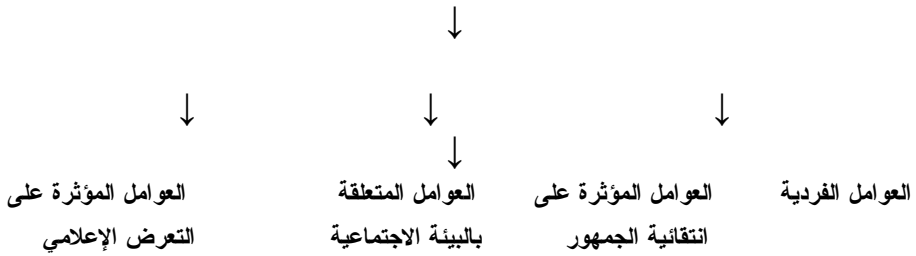 ↓
↓ ↓ ↓
↓
العوامل الفردية العوامل المؤثرة على العوامل المتعلقة العوامل المؤثرة على
انتقائية الجمهور بالبيئة الاجتماعية التعرض الإعلامي